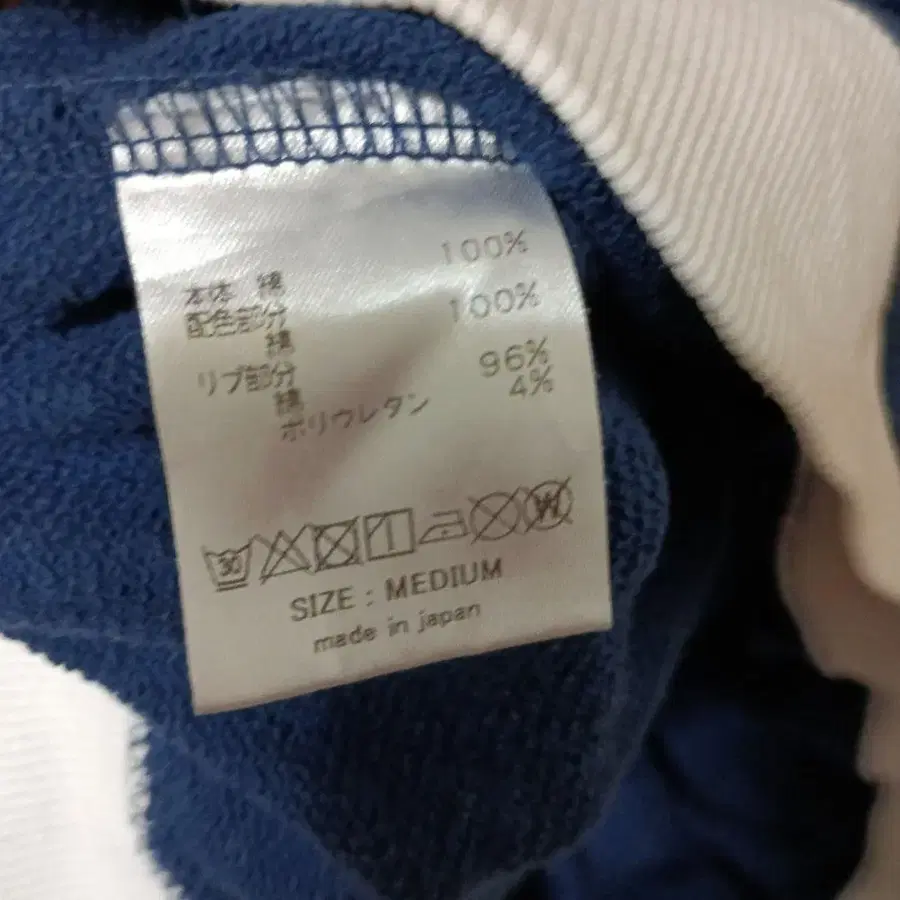 本体 綿 100%
配色部分
綿 100%
リブ部分
綿 96%
ポリウレタン 4%
30
W
SIZE : MEDIUM
made in japan